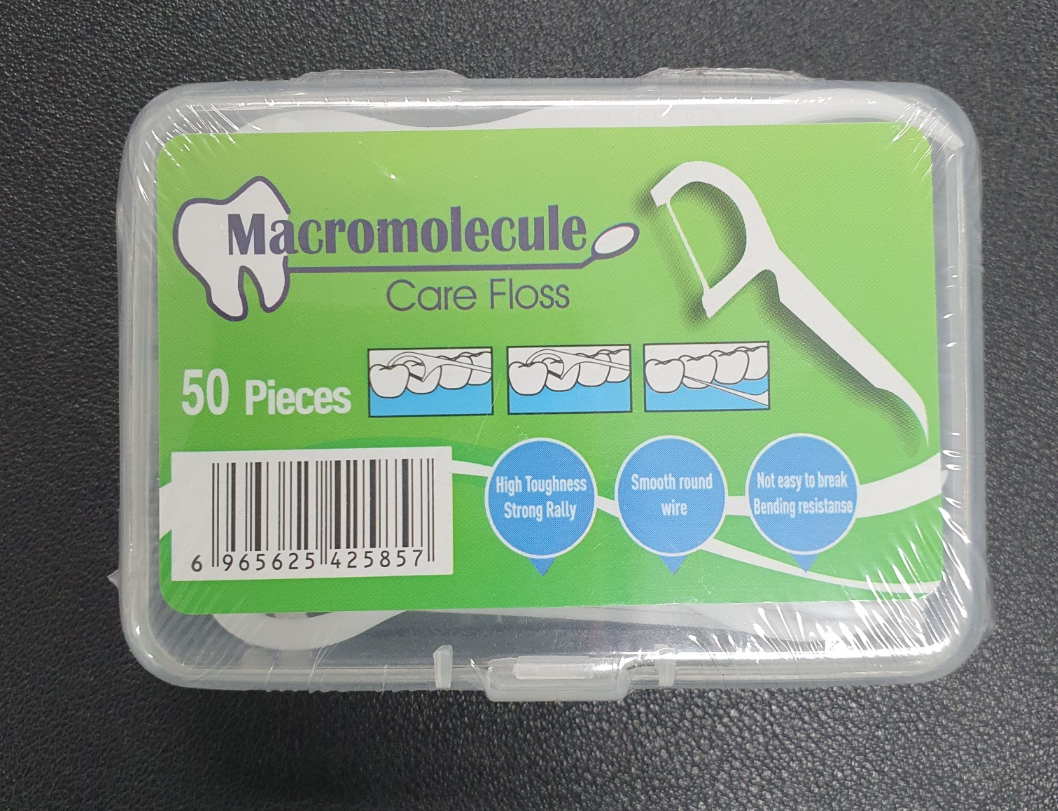 Macromolecule
Care Floss
50 Pieces
High Toughness
Strong Rally
Smooth round
wire
Not easy to break
Bending resistanse
6 965625 425857